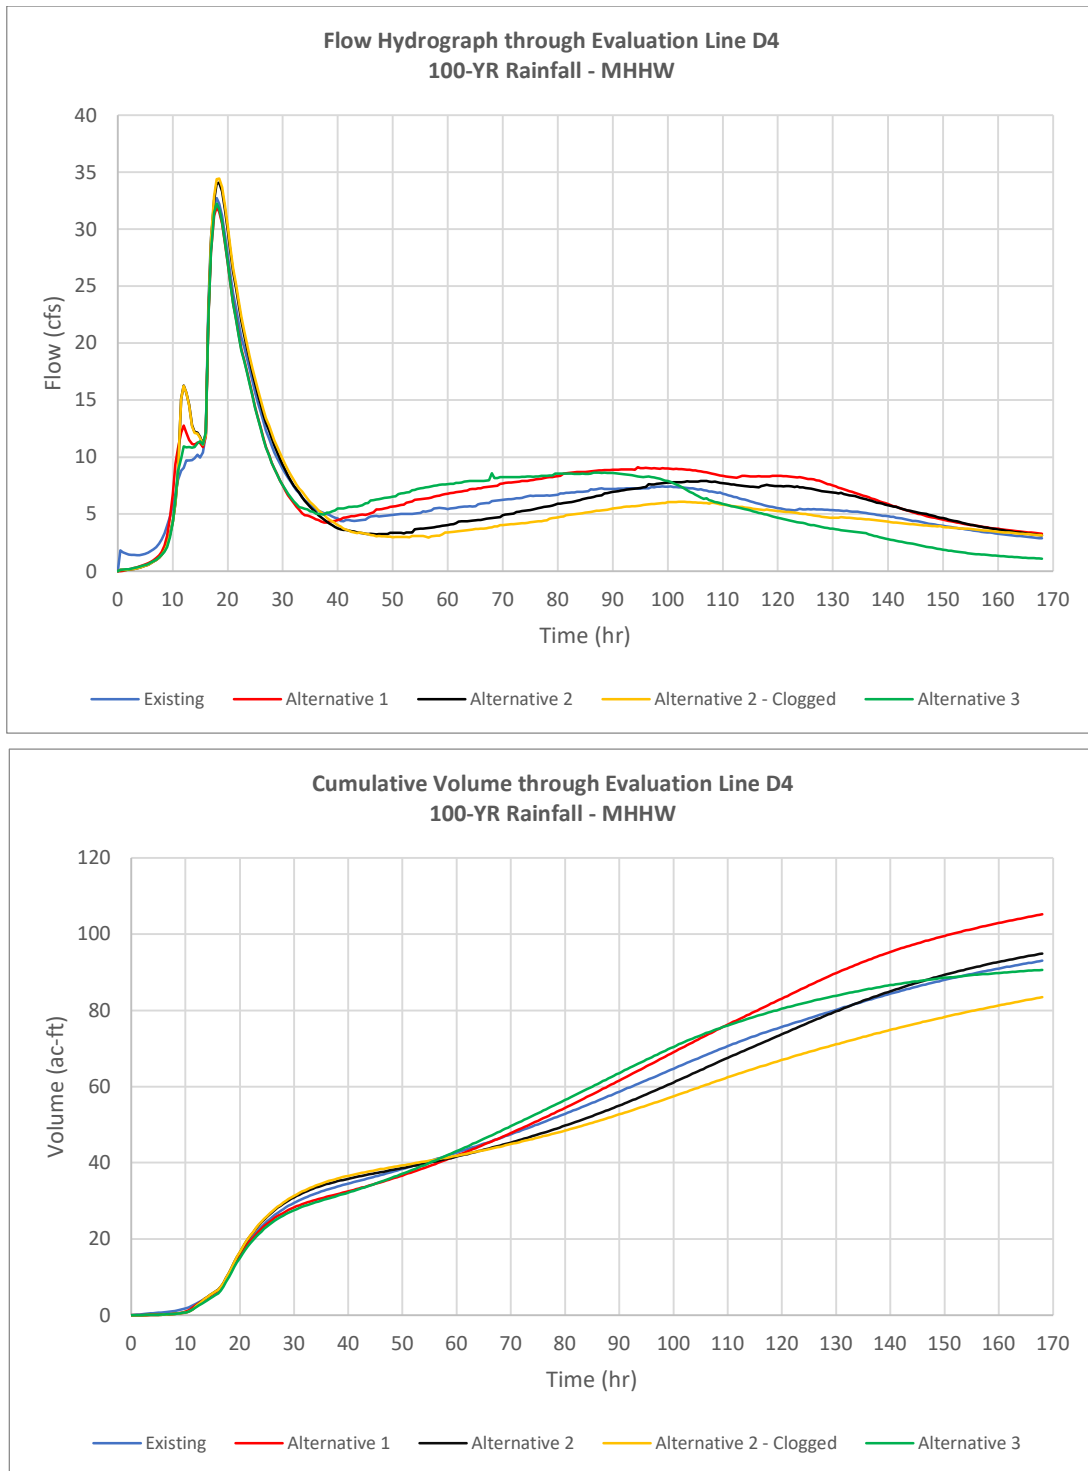 Flow Hydrograph through Evaluation Line D4
100-YR Rainfall - MHHW
40
35
30
25
20
15
10
5
0
Flow (cfs)
0 10 20 30 40 50 60 70 80 90 100 110 120 130 140 150 160 170
Time (hr)
Existing Alternative 1 Alternative 2 Alternative 2 - Clogged Alternative 3
Cumulative Volume through Evaluation Line D4
100-YR Rainfall - MHHW
120
100
80
60
40
20
0
Volume (ac-ft)
0 10 20 30 40 50 60 70 80 90 100 110 120 130 140 150 160 170
Time (hr)
Existing Alternative 1 Alternative 2 Alternative 2 - Clogged Alternative 3